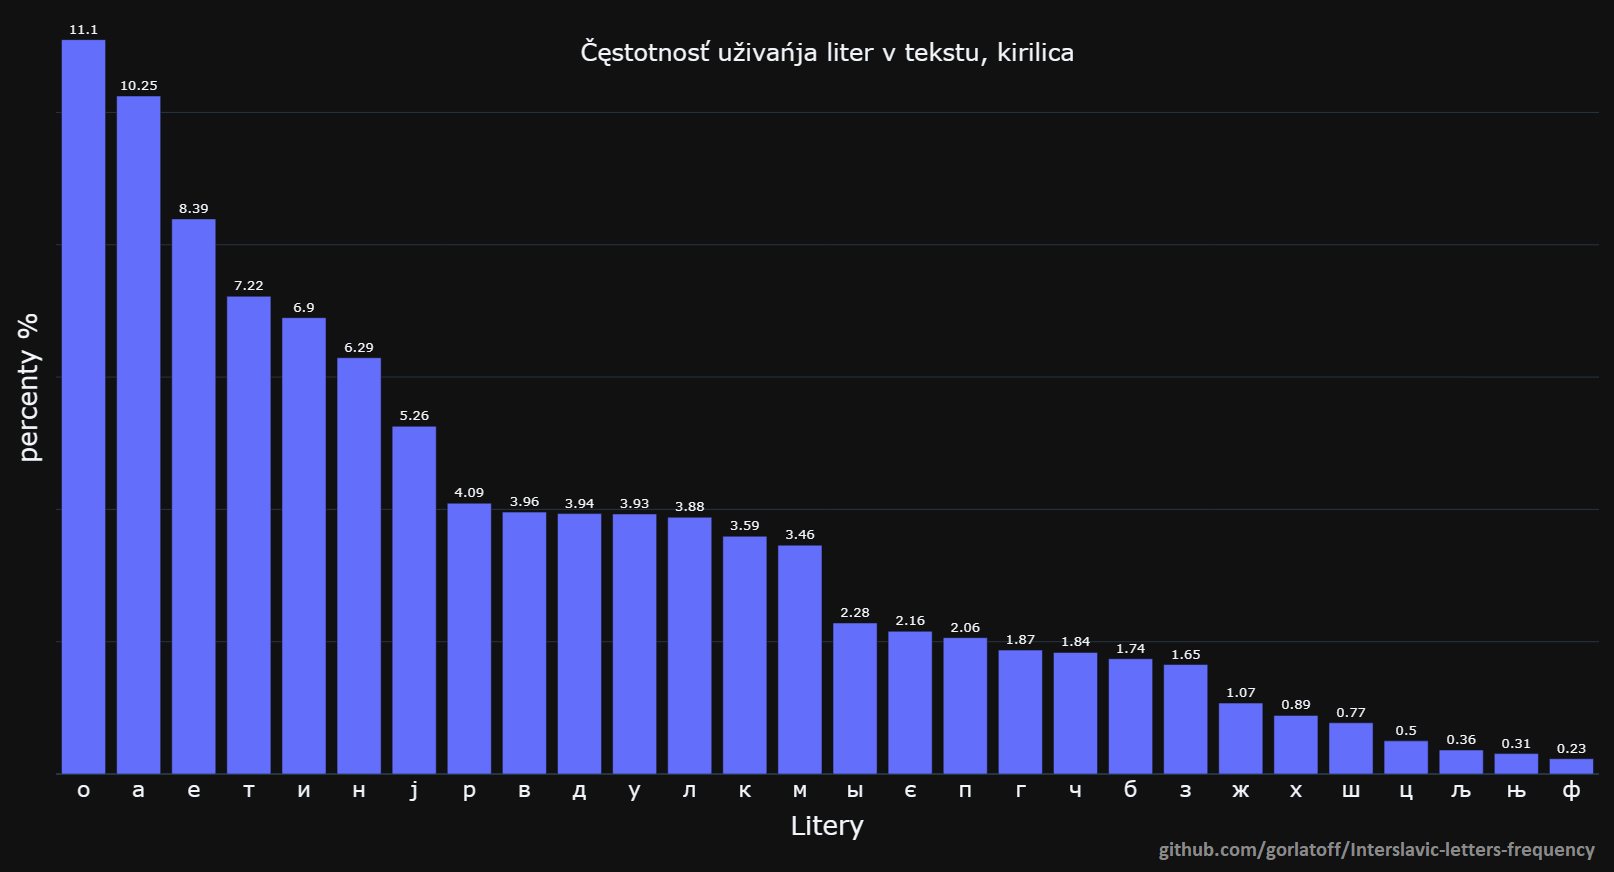 Čęstotnosť uživańja liter v tekstu, kirilica
percenty %
11.1 10.25 8.39 7.22 6.9 6.29 5.26 4.09 3.96 3.94 3.93 3.88 3.59 3.46 2.28 2.16 2.06 1.87 1.84 1.74 1.65 1.07 0.89 0.77 0.5 0.36 0.31 0.23
о а е т и н ј р в д у л к м ы є п г ч б з ж х ш ц љ њ ф
Litery
github.com/gorlatoff/Interslavic-letters-frequency